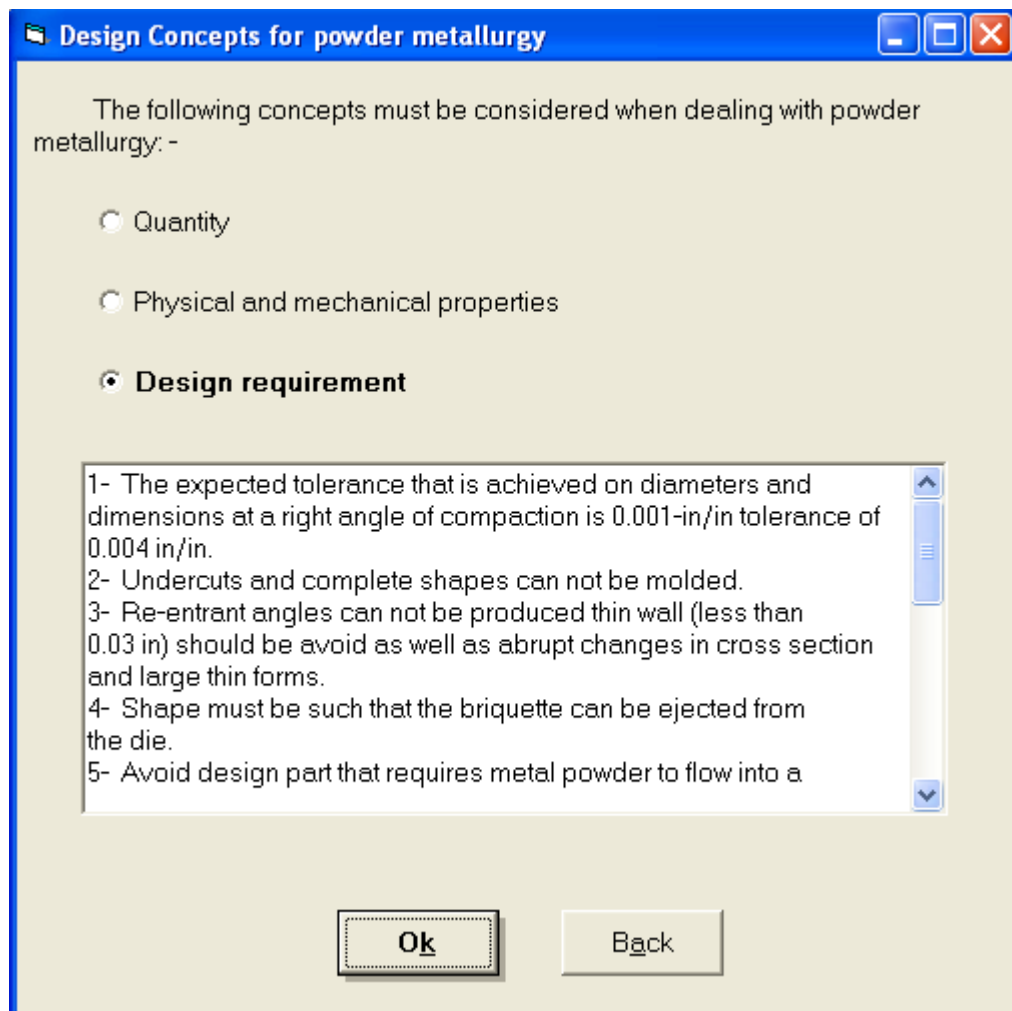 Design Concepts for powder metallurgy
The following concepts must be considered when dealing with powder
metallurgy: -
Quantity
Physical and mechanical properties
Design requirement
1- The expected tolerance that is achieved on diameters and
dimensions at a right angle of compaction is 0.001-in/in tolerance of
0.004 in/in.
2- Undercuts and complete shapes can not be molded.
3- Re-entrant angles can not be produced thin wall (less than
0.03 in) should be avoid as well as abrupt changes in cross section
and large thin forms.
4- Shape must be such that the briquette can be ejected from
the die.
5- Avoid design part that requires metal powder to flow into a
Ok
Back